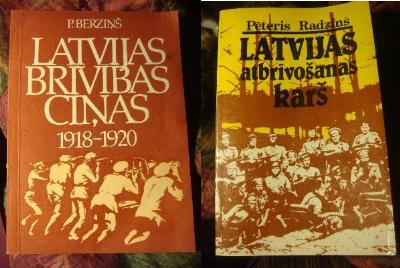 P. BERZIŅŠ
LATVIJAS
BRĪVĪBAS
CĪŅAS
1918-1920
Pēteris Radziņš
LATVIJAS
atbrīvošanas
karš